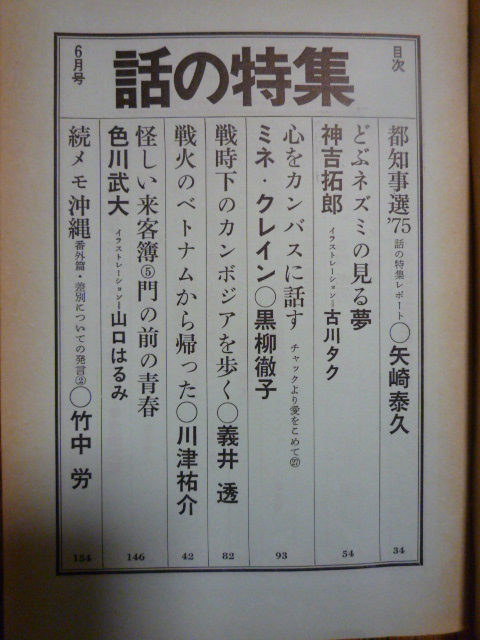 目次
話の特集
6月号
都知事選'75 話の特集レポート○矢崎泰久
34
どぶネズミの見る夢
神吉拓郎 イラストレーション=古川タク
54
心をカンバスに話す チャックより愛をこめて㉗
ミネ・クレイン○黒柳徹子
93
戦時下のカンボジアを歩く○義井 透
82
戦火のベトナムから帰った○川津祐介
42
怪しい来客簿⑤門の前の青春
色川武大 イラストレーション=山口はるみ
146
続メモ沖縄 番外篇・差別についての発言②○竹中 労
154